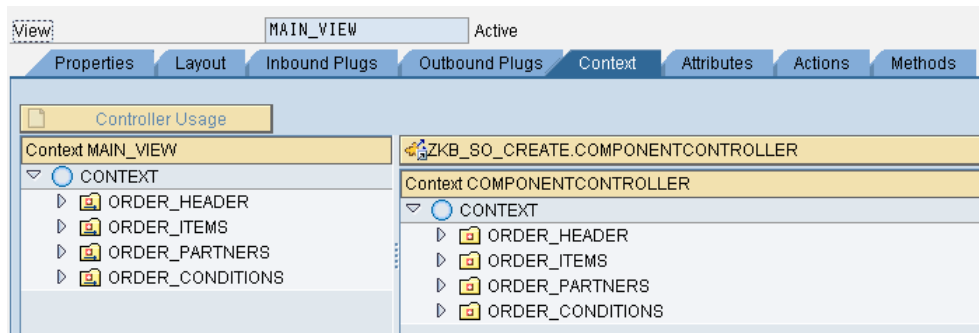 View MAIN_VIEW Active
Properties Layout Inbound Plugs Outbound Plugs Context Attributes Actions Methods
Controller Usage
Context MAIN_VIEW
CONTEXT
ORDER_HEADER
ORDER_ITEMS
ORDER_PARTNERS
ORDER_CONDITIONS
ZKB_SO_CREATE.COMPONENTCONTROLLER
Context COMPONENTCONTROLLER
CONTEXT
ORDER_HEADER
ORDER_ITEMS
ORDER_PARTNERS
ORDER_CONDITIONS